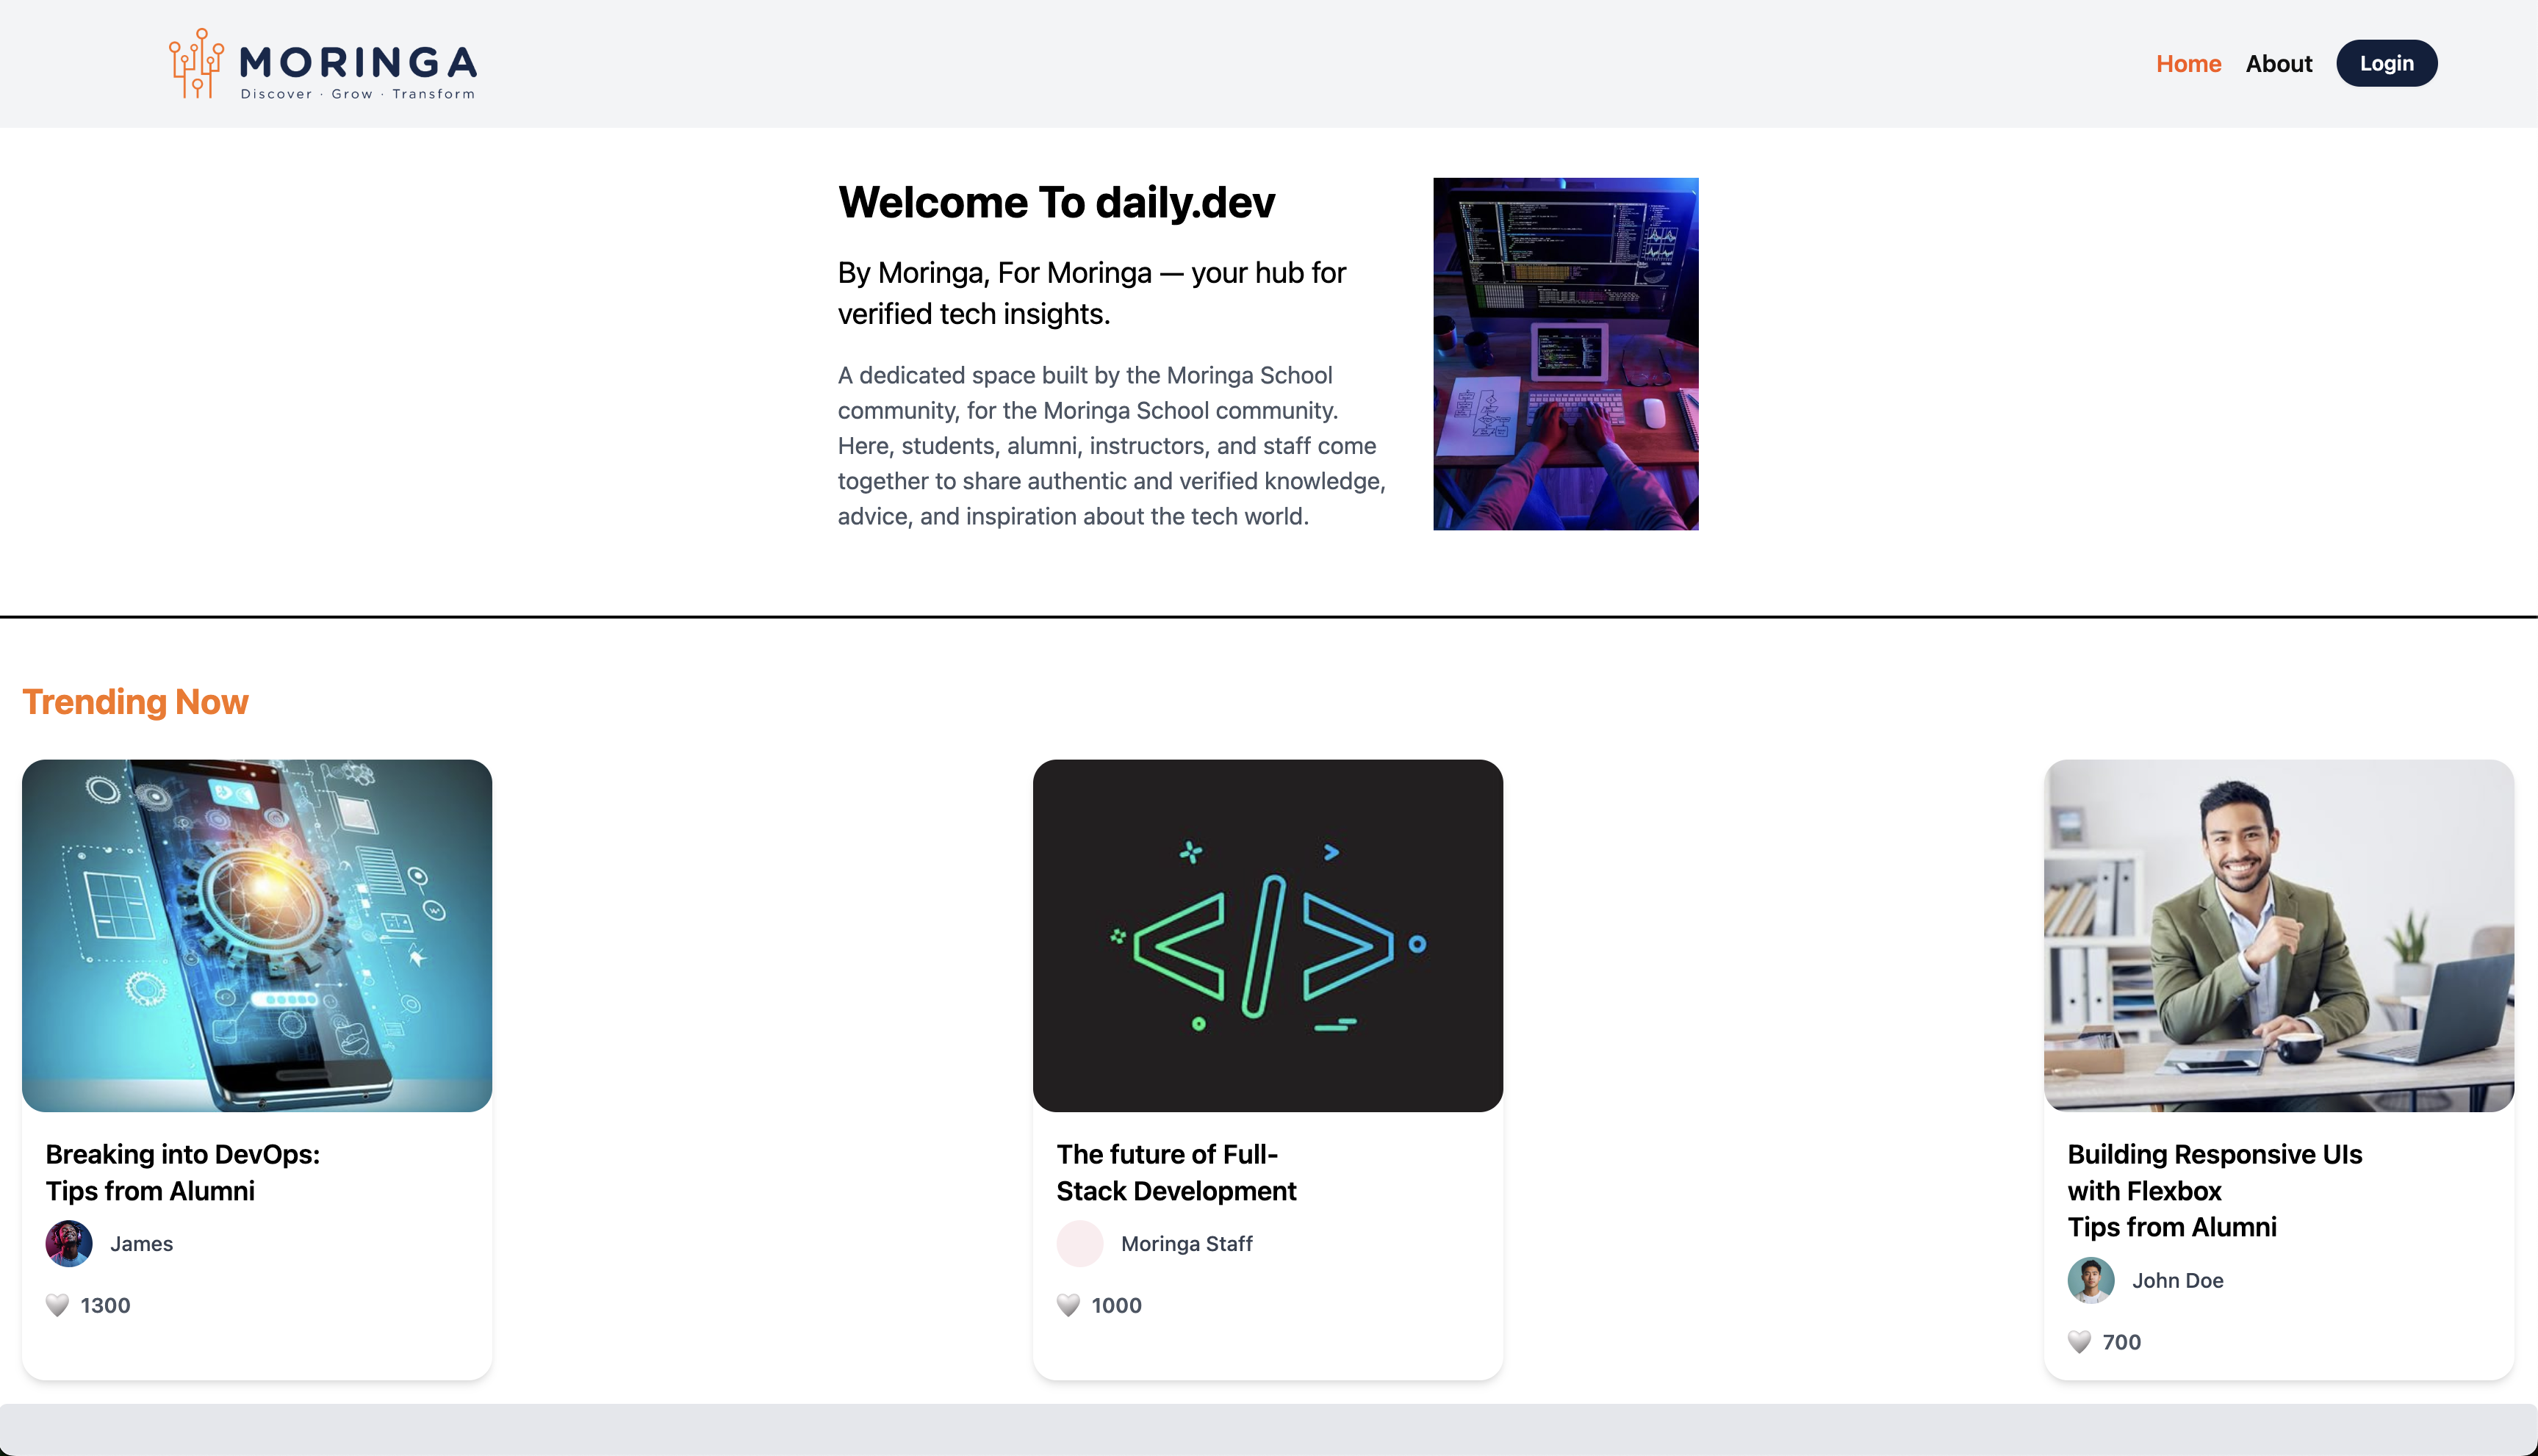 MORINGA
Discover · Grow · Transform
Home About Login
Welcome To daily.dev
By Moringa, For Moringa — your hub for
verified tech insights.
A dedicated space built by the Moringa School
community, for the Moringa School community.
Here, students, alumni, instructors, and staff come
together to share authentic and verified knowledge,
advice, and inspiration about the tech world.
Trending Now
Breaking into DevOps:
Tips from Alumni
James
1300
The future of Full-
Stack Development
Moringa Staff
1000
Building Responsive UIs
with Flexbox
Tips from Alumni
John Doe
700